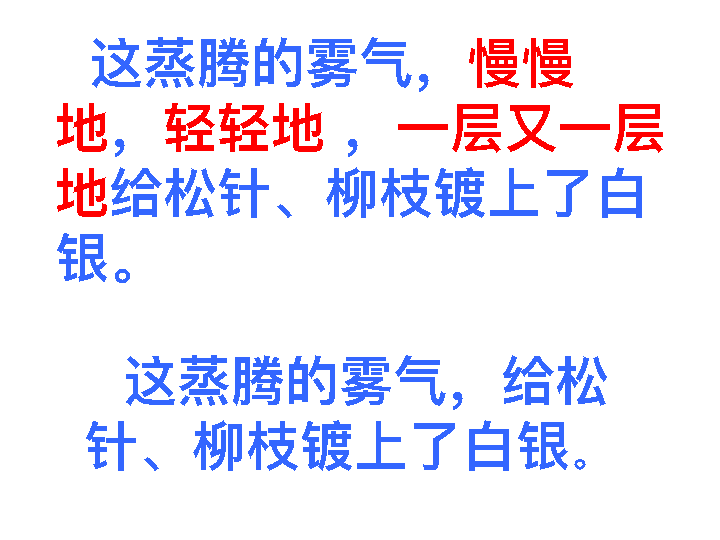 这蒸腾的雾气，慢慢
地，轻轻地 ，一层又一层
地给松针、柳枝镀上了白
银。
这蒸腾的雾气，给松
针、柳枝镀上了白银。